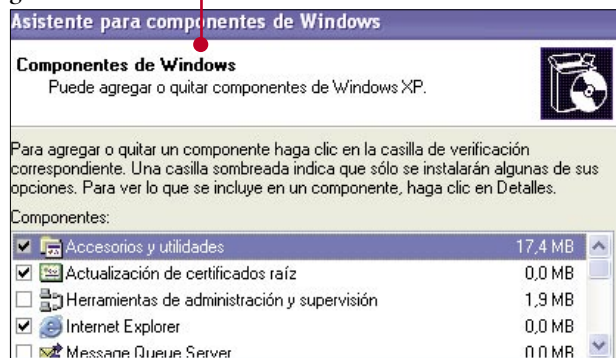 Asistente para componentes de Windows
Componentes de Windows
Puede agregar o quitar componentes de Windows XP.
Para agregar o quitar un componente haga clic en la casilla de verificación
correspondiente. Una casilla sombreada indica que sólo se instalarán algunas de sus
opciones. Para ver lo que se incluye en un componente, haga clic en Detalles.
Componentes:
Accesorios y utilidades 17,4 MB
Actualización de certificados raíz 0,0 MB
Herramientas de administración y supervisión 1,9 MB
Internet Explorer 0,0 MB
Message Queue Server 0,0 MB